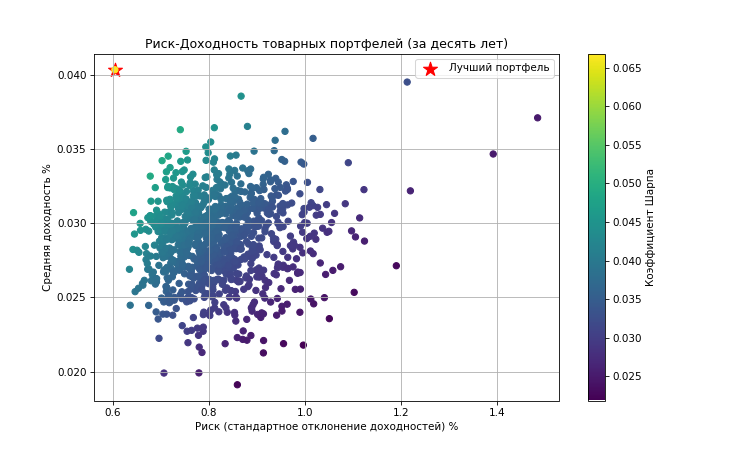 Риск-Доходность товарных портфелей (за десять лет)
Лучший портфель
Средняя доходность %
0.040
0.035
0.030
0.025
0.020
0.6 0.8 1.0 1.2 1.4
Риск (стандартное отклонение доходностей) %
0.065
0.060
0.055
0.050
0.045
0.040
0.035
0.030
0.025
Коэффициент Шарпа